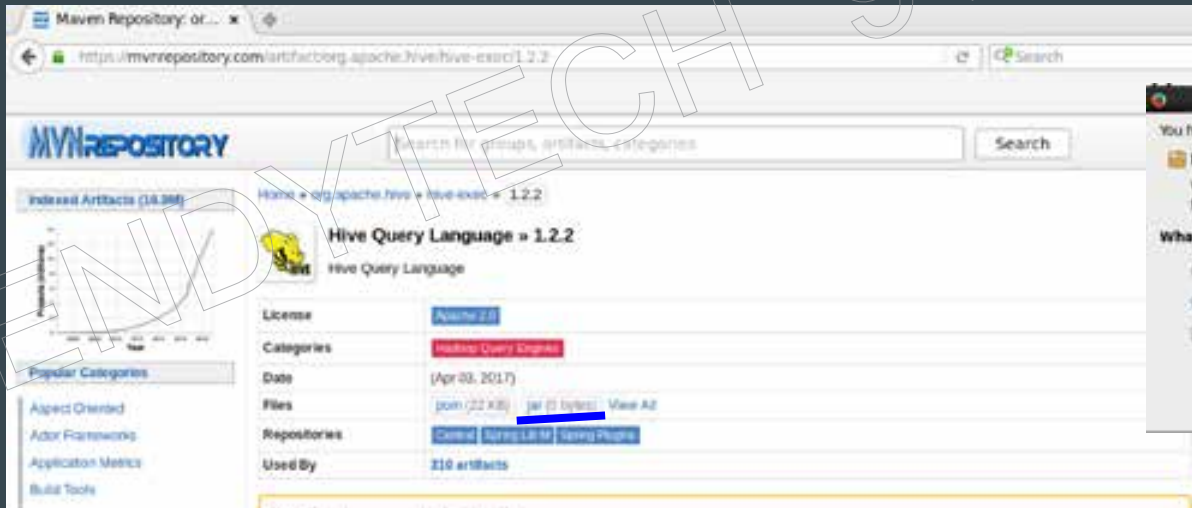 Maven Repository: or...
https://mvnrepository.com/artifact/org.apache.hive/hive-exec/1.2.2
Search
You h
MVNREPOSITORY
Search for groups, artifacts, categories
Search
Indexed Artifacts
Home » org.apache.hive » hive-exec » 1.2.2
Hive Query Language » 1.2.2
Hive Query Language
Wha
License Apache 2.0
Categories Hadoop Query Engines
Year
Popular Categories
Date (Apr 03, 2017)
Files pom (22 KB) jar (0 bytes) View All
Aspect Oriented
Actor Frameworks
Repositories Central Spring Lib M Spring Plugins
Application Metrics
Used By 210 artifacts
Build Tools
ENDYTECH S